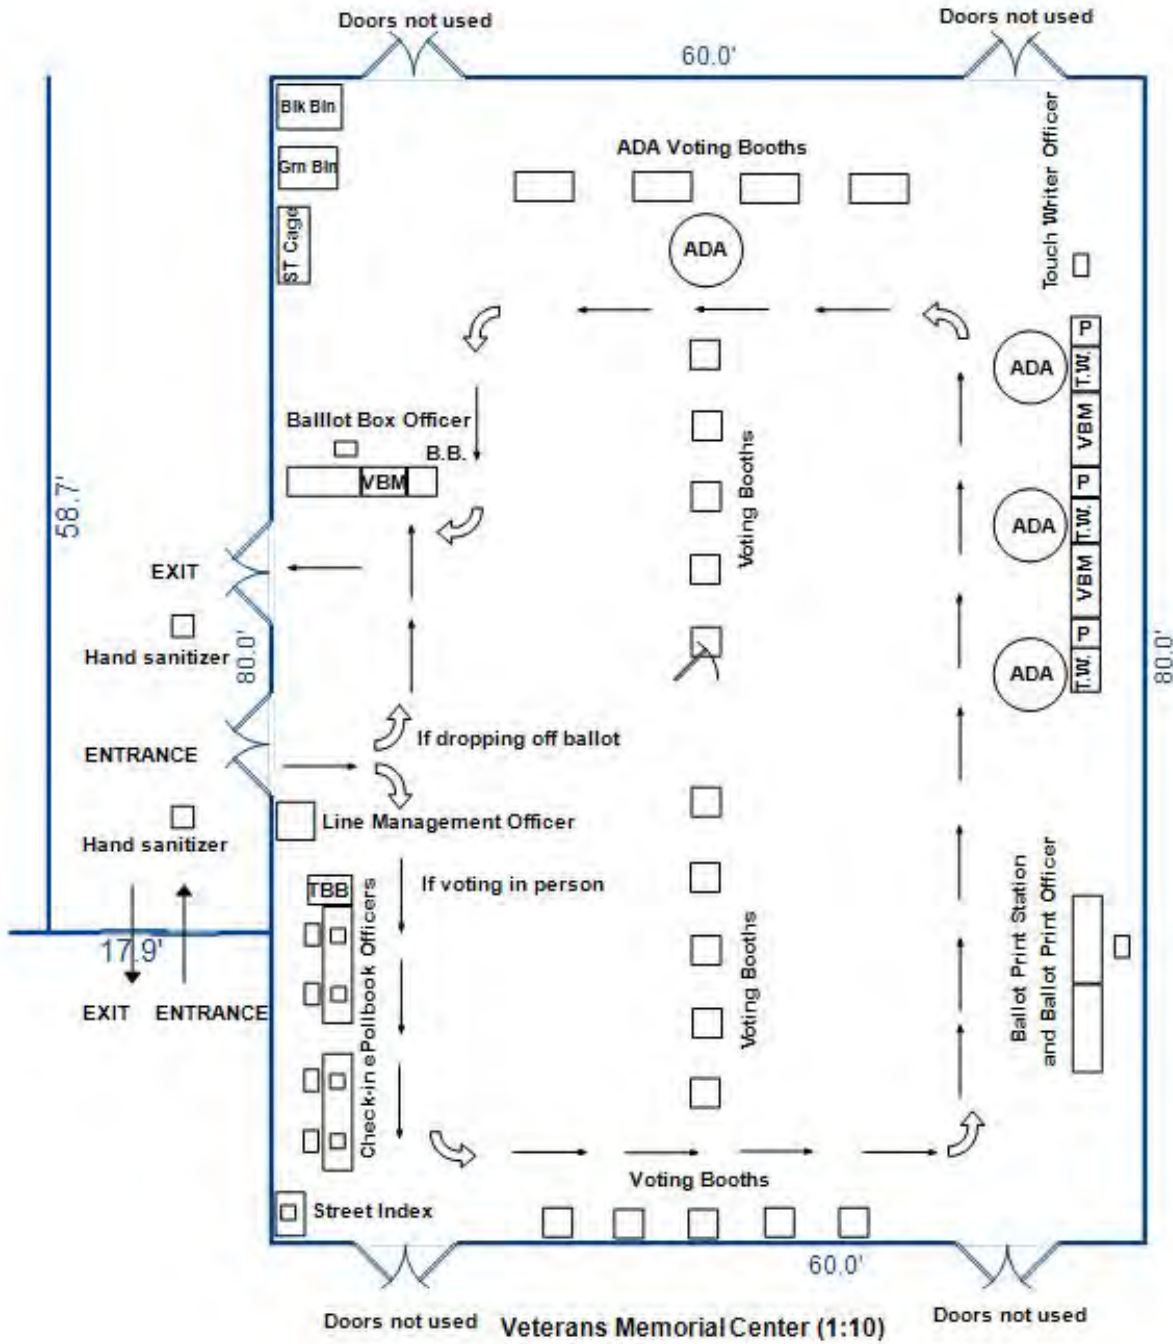 Doors not used
Doors not used
60.0'
Blk Bln
Grn Bln
ST Cage
ADA Voting Booths
ADA
Touch Writer Officer
P
T.W.
ADA
VBM
P
T.W.
ADA
VBM
P
T.W.
ADA
Balllot Box Officer
B.B.
VBM
Voting Booths
58.7'
EXIT
Hand sanitizer
80.0'
80.0'
ENTRANCE
If dropping off ballot
Hand sanitizer
Line Management Officer
TBB
If voting in person
Check-in ePollbook Officers
Voting Booths
Ballot Print Station
and Ballot Print Officer
17.9'
EXIT
ENTRANCE
Voting Booths
Street Index
60.0'
Doors not used
Doors not used
Veterans Memorial Center (1:10)